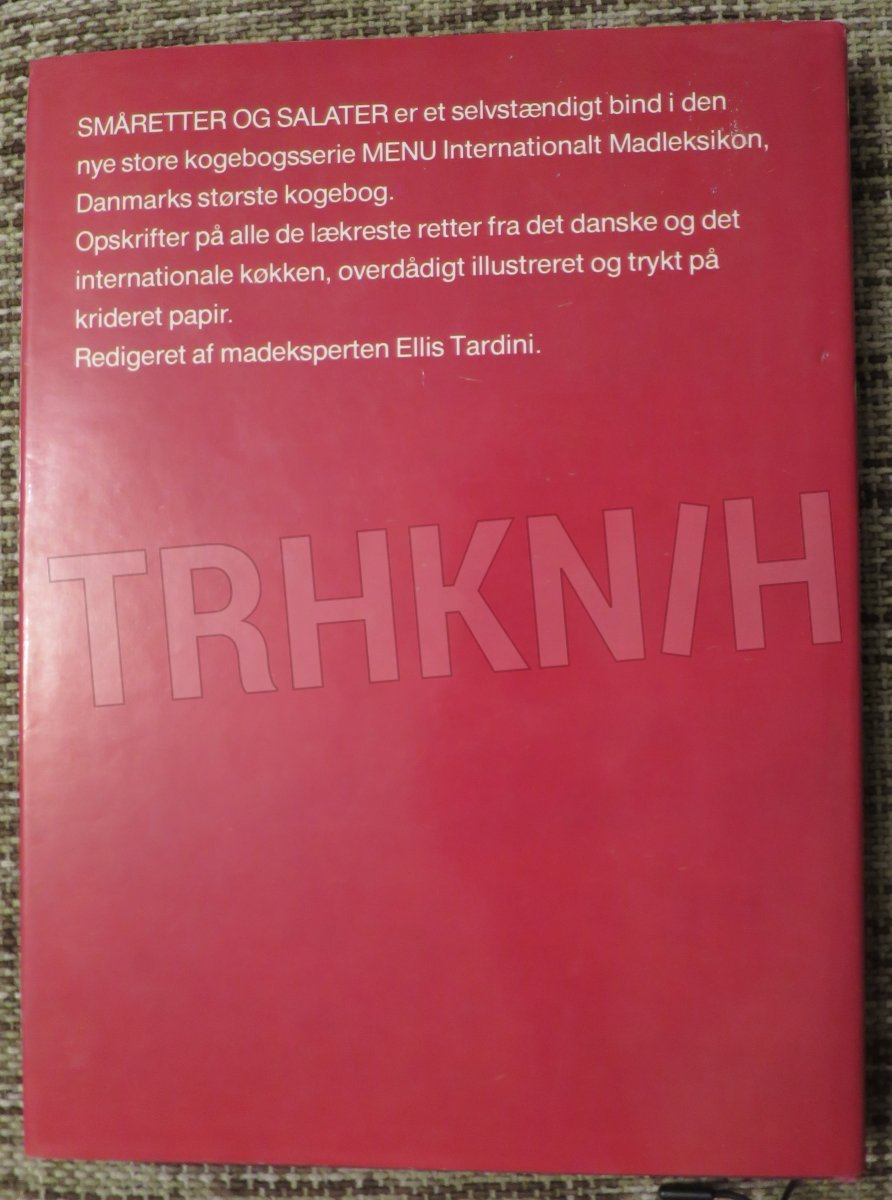 SMÅRETTER OG SALATER er et selvstændigt bind i den
nye store kogebogsserie MENU Internationalt Madleksikon,
Danmarks største kogebog.
Opskrifter på alle de lækreste retter fra det danske og det
internationale køkken, overdådigt illustreret og trykt på
krideret papir.
Redigeret af madeksperten Ellis Tardini.
TRHKN/H